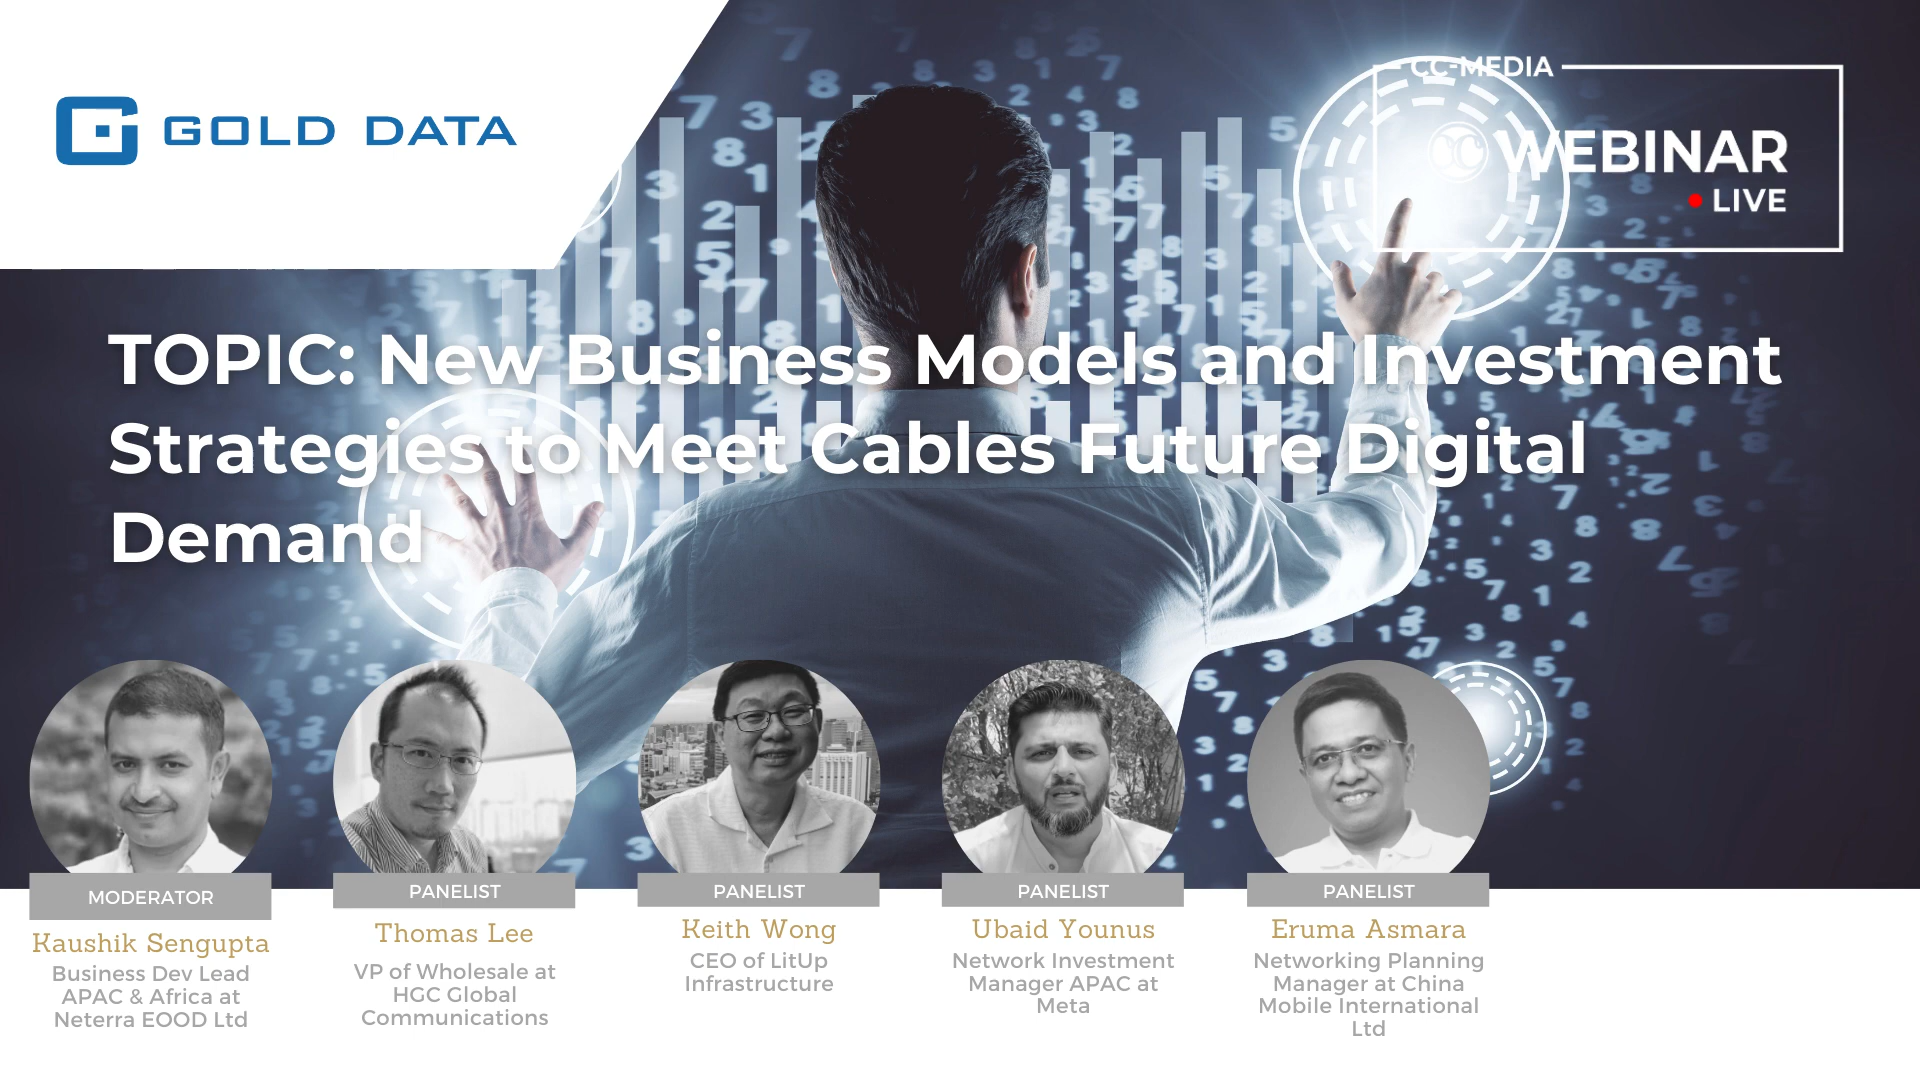 GOLD DATA
CC-MEDIA
WEBINAR
LIVE
TOPIC: New Business Models and Investment
Strategies to Meet Cables Future Digital
Demand
MODERATOR
Kaushik Sengupta
Business Dev Lead
APAC & Africa at
Neterra EOOD Ltd
PANELIST
Thomas Lee
VP of Wholesale at
HGC Global
Communications
PANELIST
Keith Wong
CEO of LitUp
Infrastructure
PANELIST
Ubaid Younus
Network Investment
Manager APAC at
Meta
PANELIST
Eruma Asmara
Networking Planning
Manager at China
Mobile International
Ltd